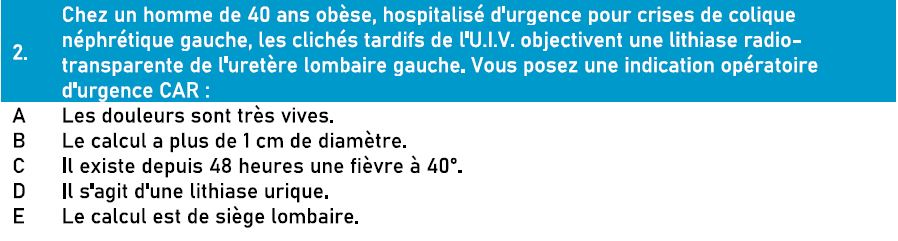 Chez un homme de 40 ans obèse, hospitalisé d'urgence pour crises de colique
2. néphrétique gauche, les clichés tardifs de l'U.I.V. objectivent une lithiase radio-
transparente de l'uretère lombaire gauche. Vous posez une indication opératoire
d'urgence CAR :
A Les douleurs sont très vives.
B Le calcul a plus de 1 cm de diamètre.
C Il existe depuis 48 heures une fièvre à 40°.
D Il s'agit d'une lithiase urique.
E Le calcul est de siège lombaire.